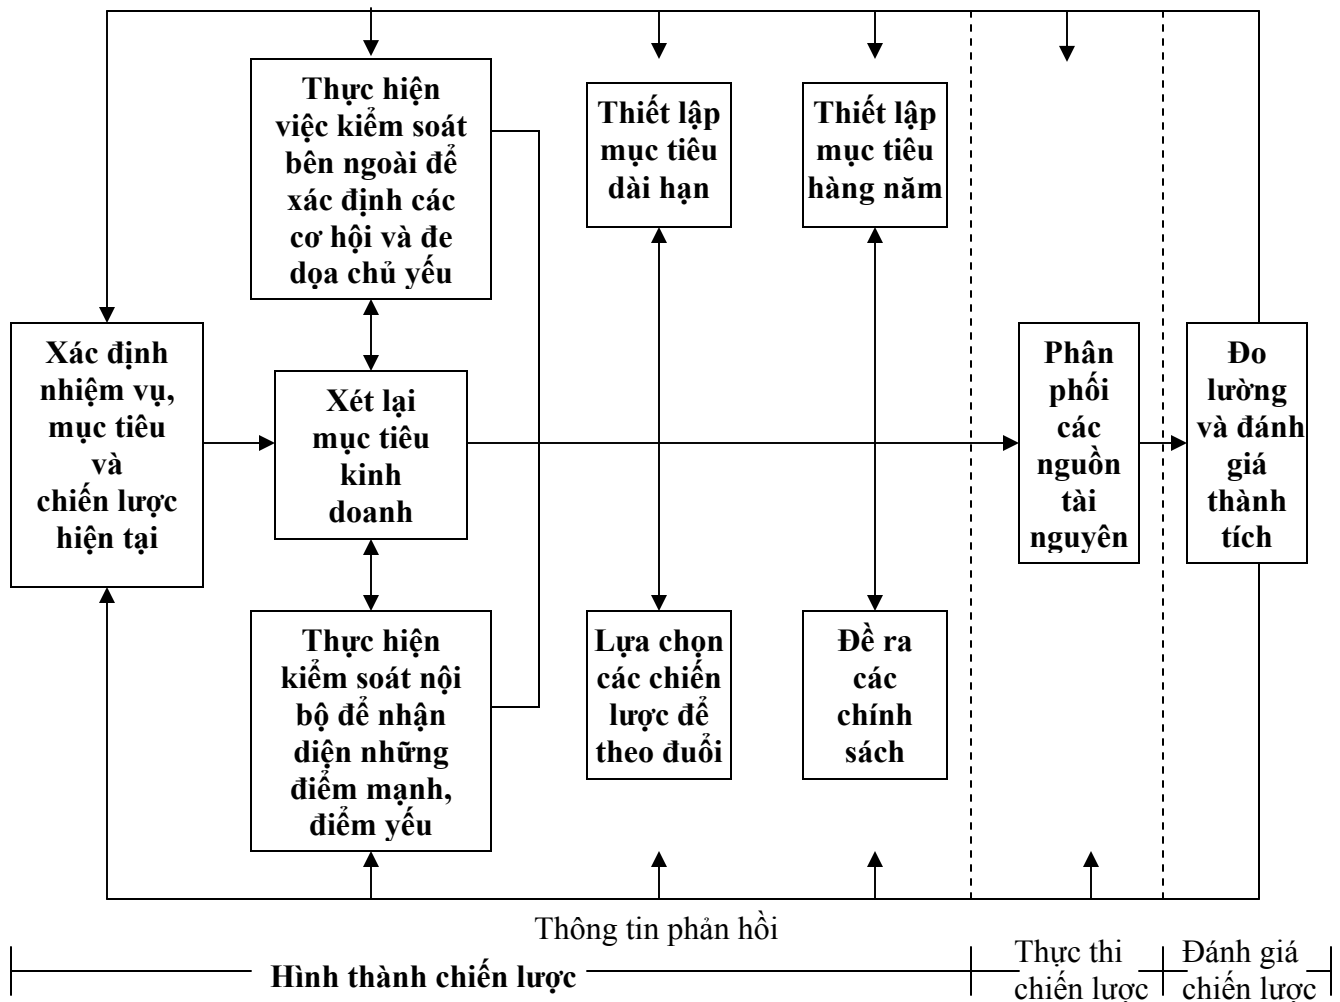 Thực hiện
việc kiểm soát
bên ngoài để
xác định các
cơ hội và đe
dọa chủ yếu
Thiết lập
mục tiêu
dài hạn
Thiết lập
mục tiêu
hàng năm
Xác định
nhiệm vụ,
mục tiêu
và
chiến lược
hiện tại
Xét lại
mục tiêu
kinh
doanh
Phân
phối
các
nguồn
tài
nguyên
Đo
lường
và đánh
giá
thành
tích
Thực hiện
kiểm soát nội
bộ để nhận
diện những
điểm mạnh,
điểm yếu
Lựa chọn
các chiến
lược để
theo đuổi
Đề ra
các
chính
sách
Thông tin phản hồi
Hình thành chiến lược
Thực thi
chiến lược
Đánh giá
chiến lược